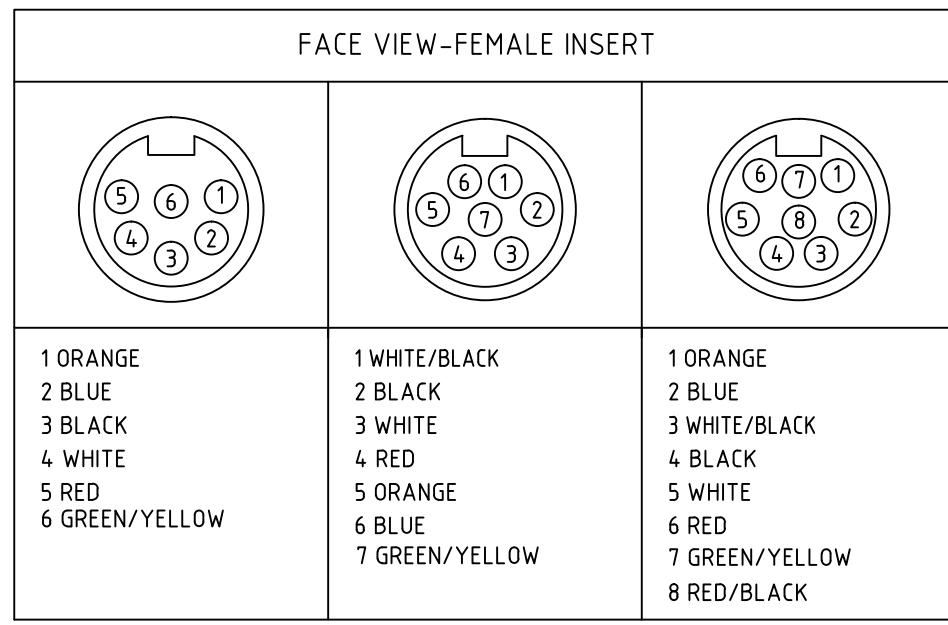 FACE VIEW-FEMALE INSERT
5 6 1
4 2
3
6 1
5 7 2
4 3
6 7 1
5 8 2
4 3
1 ORANGE
2 BLUE
3 BLACK
4 WHITE
5 RED
6 GREEN/YELLOW
1 WHITE/BLACK
2 BLACK
3 WHITE
4 RED
5 ORANGE
6 BLUE
7 GREEN/YELLOW
1 ORANGE
2 BLUE
3 WHITE/BLACK
4 BLACK
5 WHITE
6 RED
7 GREEN/YELLOW
8 RED/BLACK